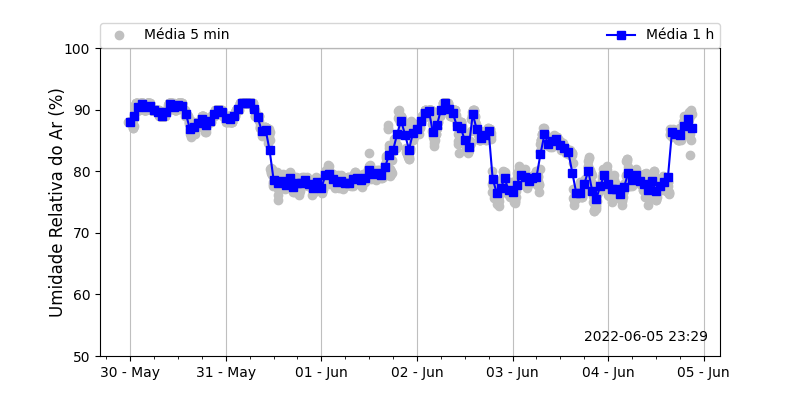 Média 5 min
Média 1 h
Umidade Relativa do Ar (%)
100
90
80
70
60
50
2022-06-05 23:29
30 - May
31 - May
01 - Jun
02 - Jun
03 - Jun
04 - Jun
05 - Jun